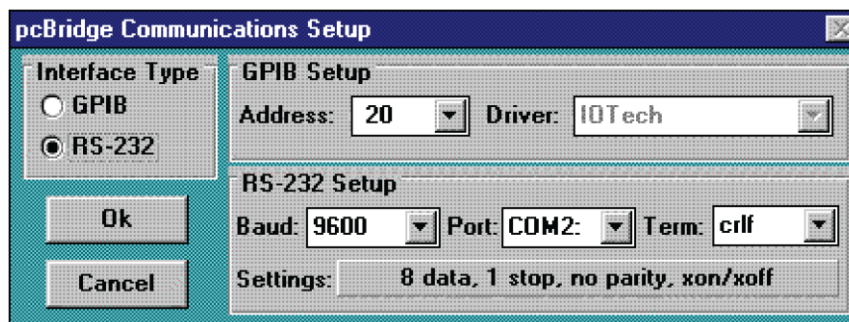 pcBridge Communications Setup
Interface Type
GPIB
RS-232
Ok
Cancel
GPIB Setup
Address: 20 Driver: IOTech
RS-232 Setup
Baud: 9600 Port: COM2: Term: crlf
Settings: 8 data, 1 stop, no parity, xon/xoff